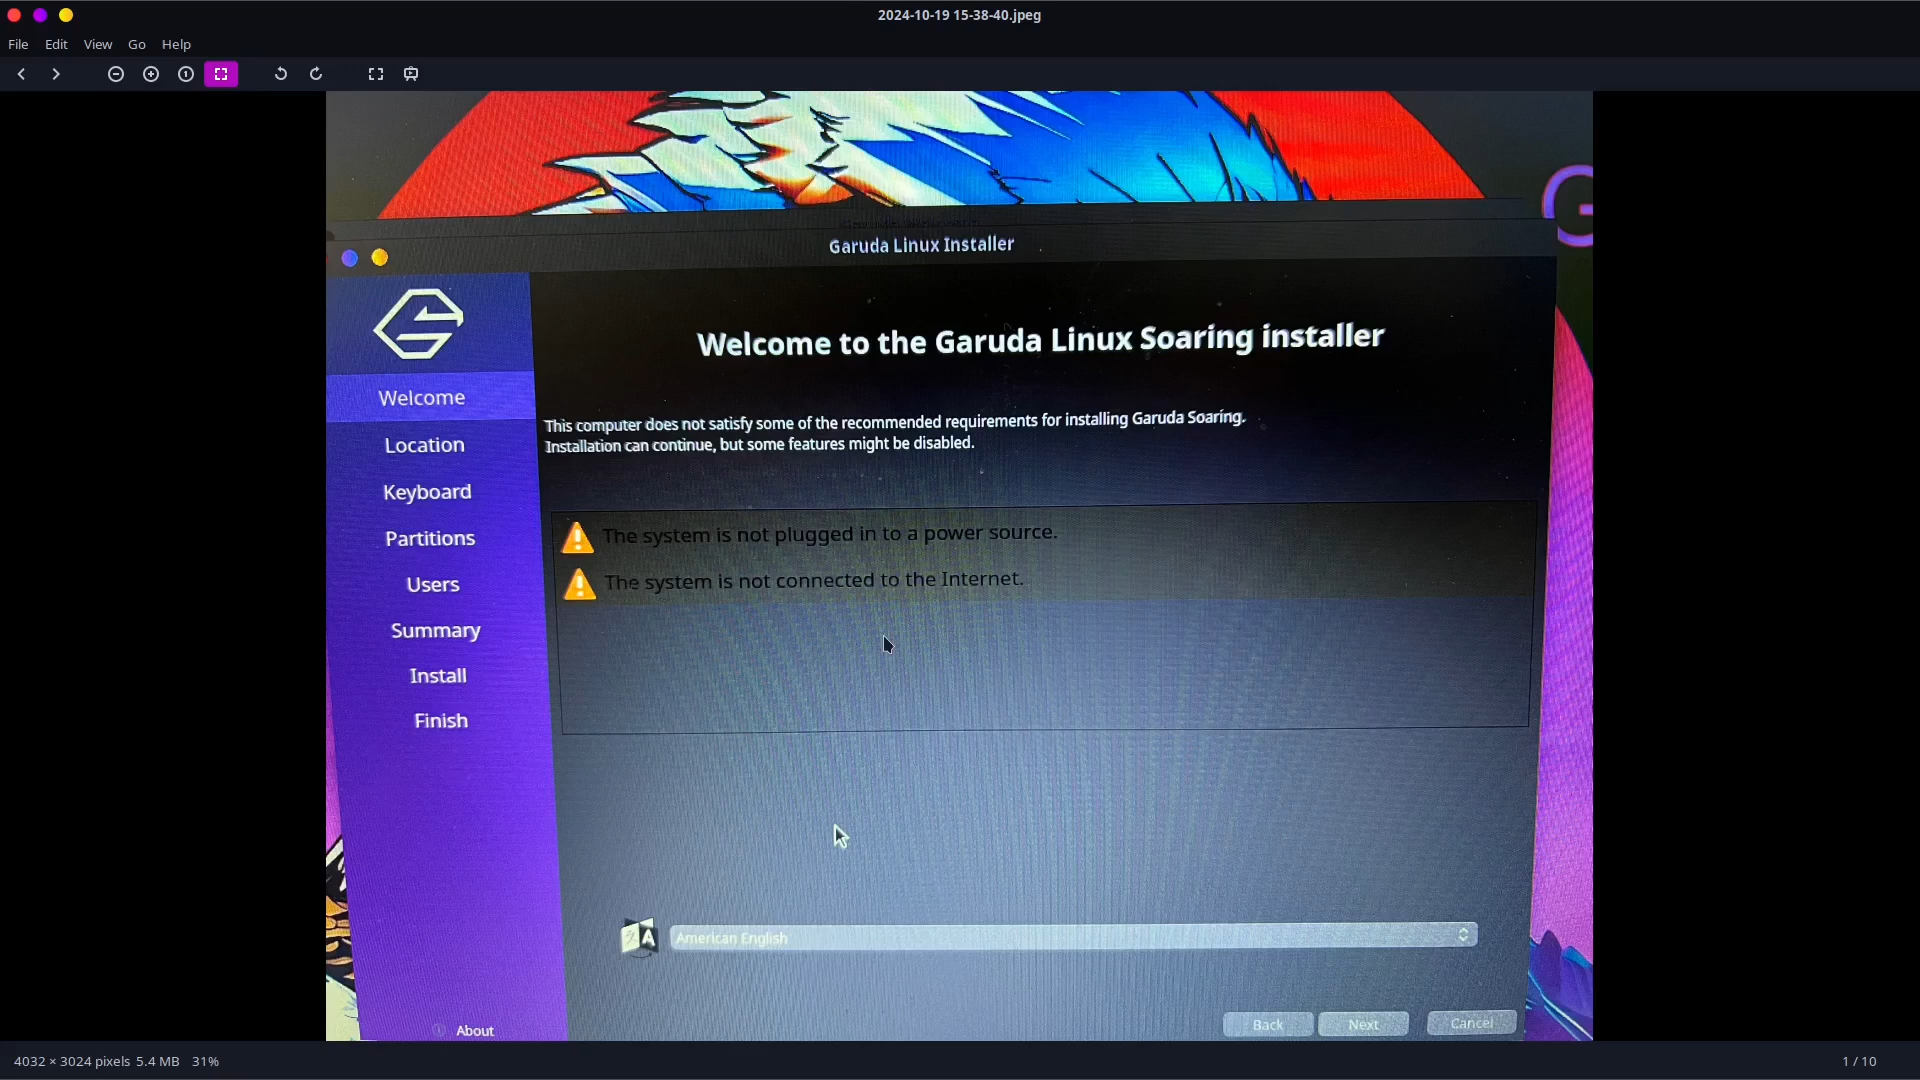 2024-10-19 15-38-40.jpeg
File Edit View Go Help
Garuda Linux Installer
Welcome to the Garuda Linux Soaring installer
Welcome
Location
Keyboard
Partitions
Users
Summary
Install
Finish
About
This computer does not satisfy some of the recommended requirements for installing Garuda Soaring.
Installation can continue, but some features might be disabled.
The system is not plugged in to a power source.
The system is not connected to the Internet.
American English
Back Next Cancel
4032 × 3024 pixels 5.4 MB 31%
1 / 10